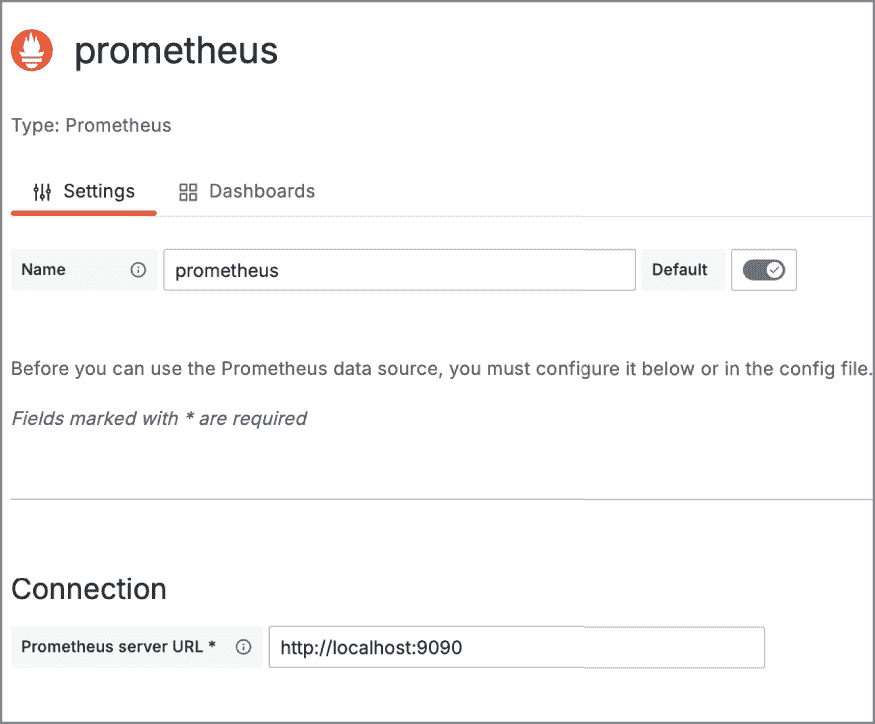 prometheus
Type: Prometheus
Settings Dashboards
Name prometheus Default
Before you can use the Prometheus data source, you must configure it below or in the config file.
Fields marked with * are required
Connection
Prometheus server URL * http://localhost:9090